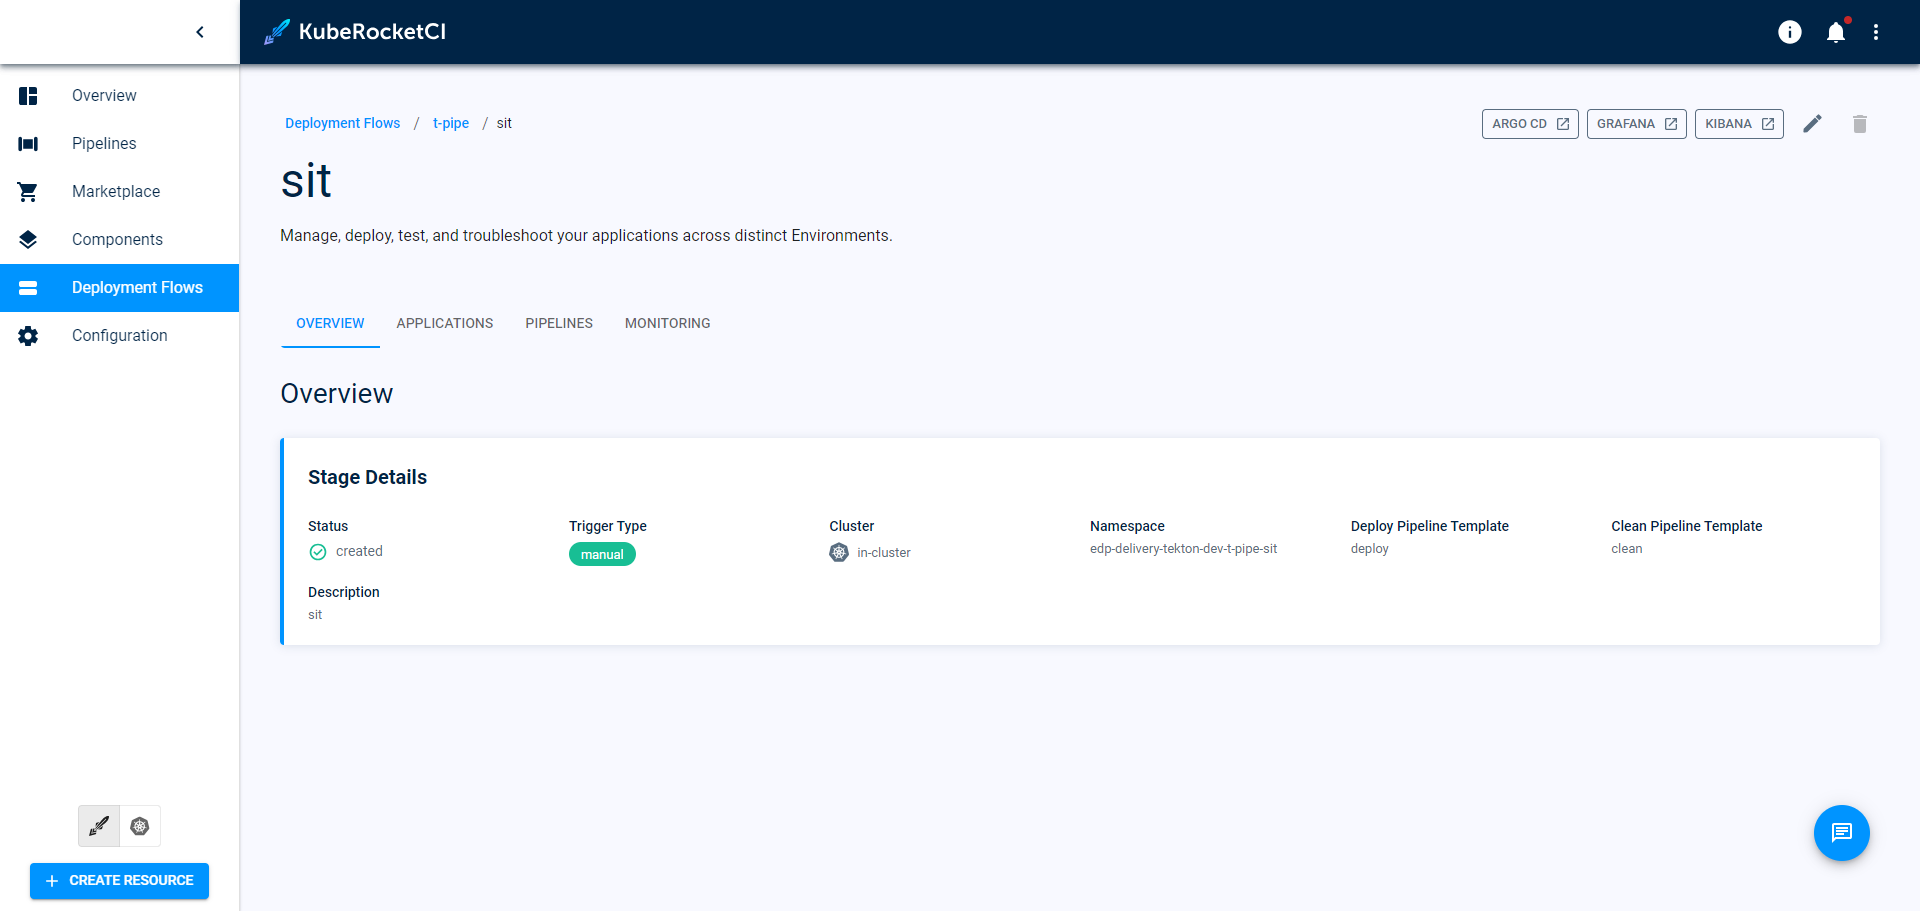 KubeRocketCI
Overview
Pipelines
Marketplace
Components
Deployment Flows
Configuration
CREATE RESOURCE
Deployment Flows / t-pipe / sit
ARGO CD GRAFANA KIBANA
sit
Manage, deploy, test, and troubleshoot your applications across distinct Environments.
OVERVIEW APPLICATIONS PIPELINES MONITORING
Overview
Stage Details
Status Trigger Type Cluster Namespace Deploy Pipeline Template Clean Pipeline Template
created manual in-cluster edp-delivery-tekton-dev-t-pipe-sit deploy clean
Description
sit